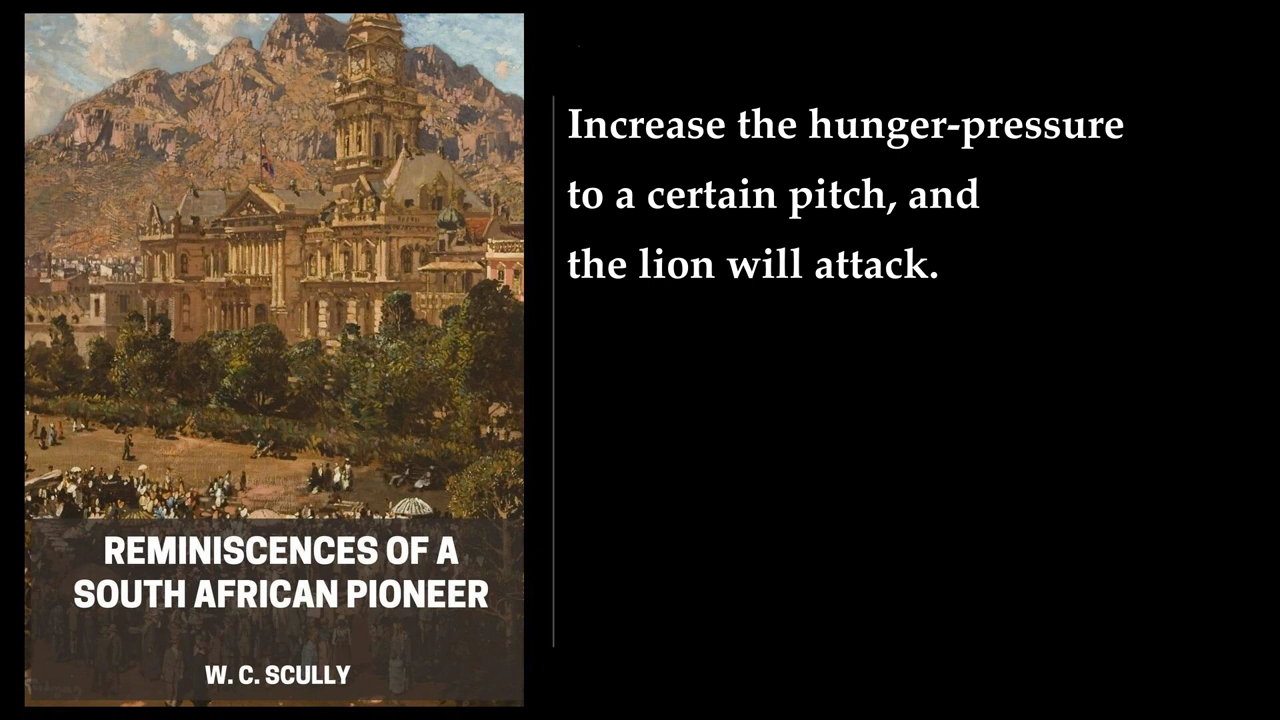 REMINISCENCES OF A
SOUTH AFRICAN PIONEER
W. C. SCULLY
Increase the hunger-pressure
to a certain pitch, and
the lion will attack.